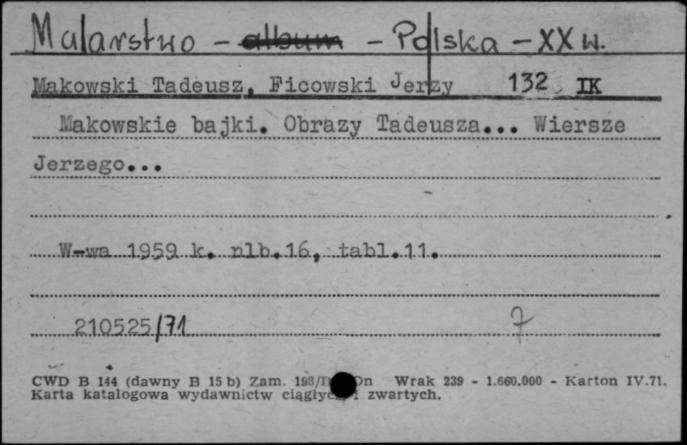 Malarstwo - album - Polska - XX w.
Makowski Tadeusz, Ficowski Jerzy 132 IK
Makowskie bajki. Obrazy Tadeusza... Wiersze
Jerzego...
W-wa 1959 k. nlb.16, tabl.11.
210525/71 7
CWD B 144 (dawny B 15 b) Zam. Wrak 239 - 1.660.000 - Karton IV.71.
Karta katalogowa wydawnictw i zwartych.